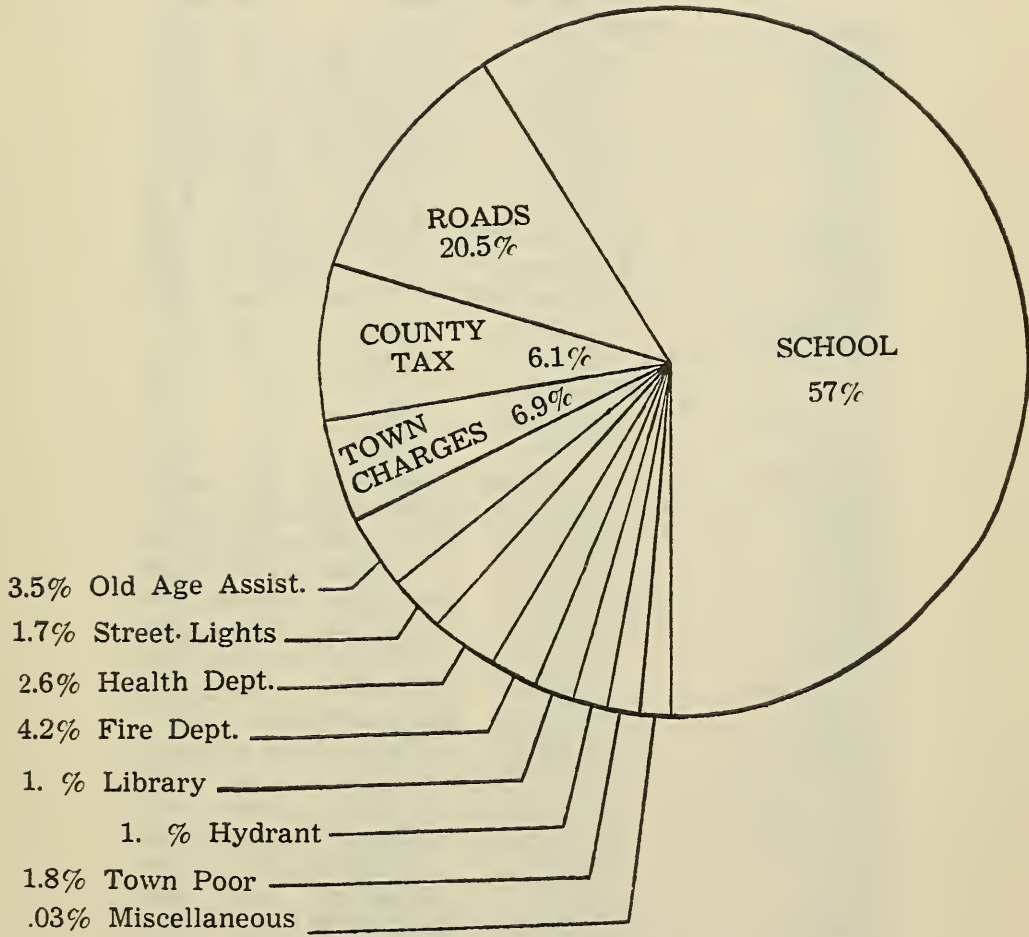 ROADS
20.5%
COUNTY
TAX 6.1%
TOWN
CHARGES 6.9%
SCHOOL
57%
3.5% Old Age Assist.
1.7% Street Lights
2.6% Health Dept.
4.2% Fire Dept.
1. % Library
1. % Hydrant
1.8% Town Poor
.03% Miscellaneous